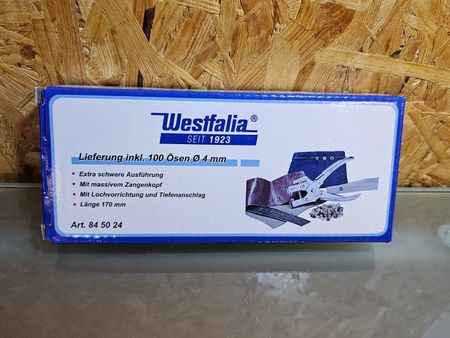 Westfalia®
SEIT 1923
Lieferung inkl. 100 Ösen Ø 4 mm
• Extra schwere Ausführung
• Mit massivem Zangenkopf
• Mit Lochvorrichtung und Tiefenanschlag
• Länge 170 mm
Art. 84 50 24